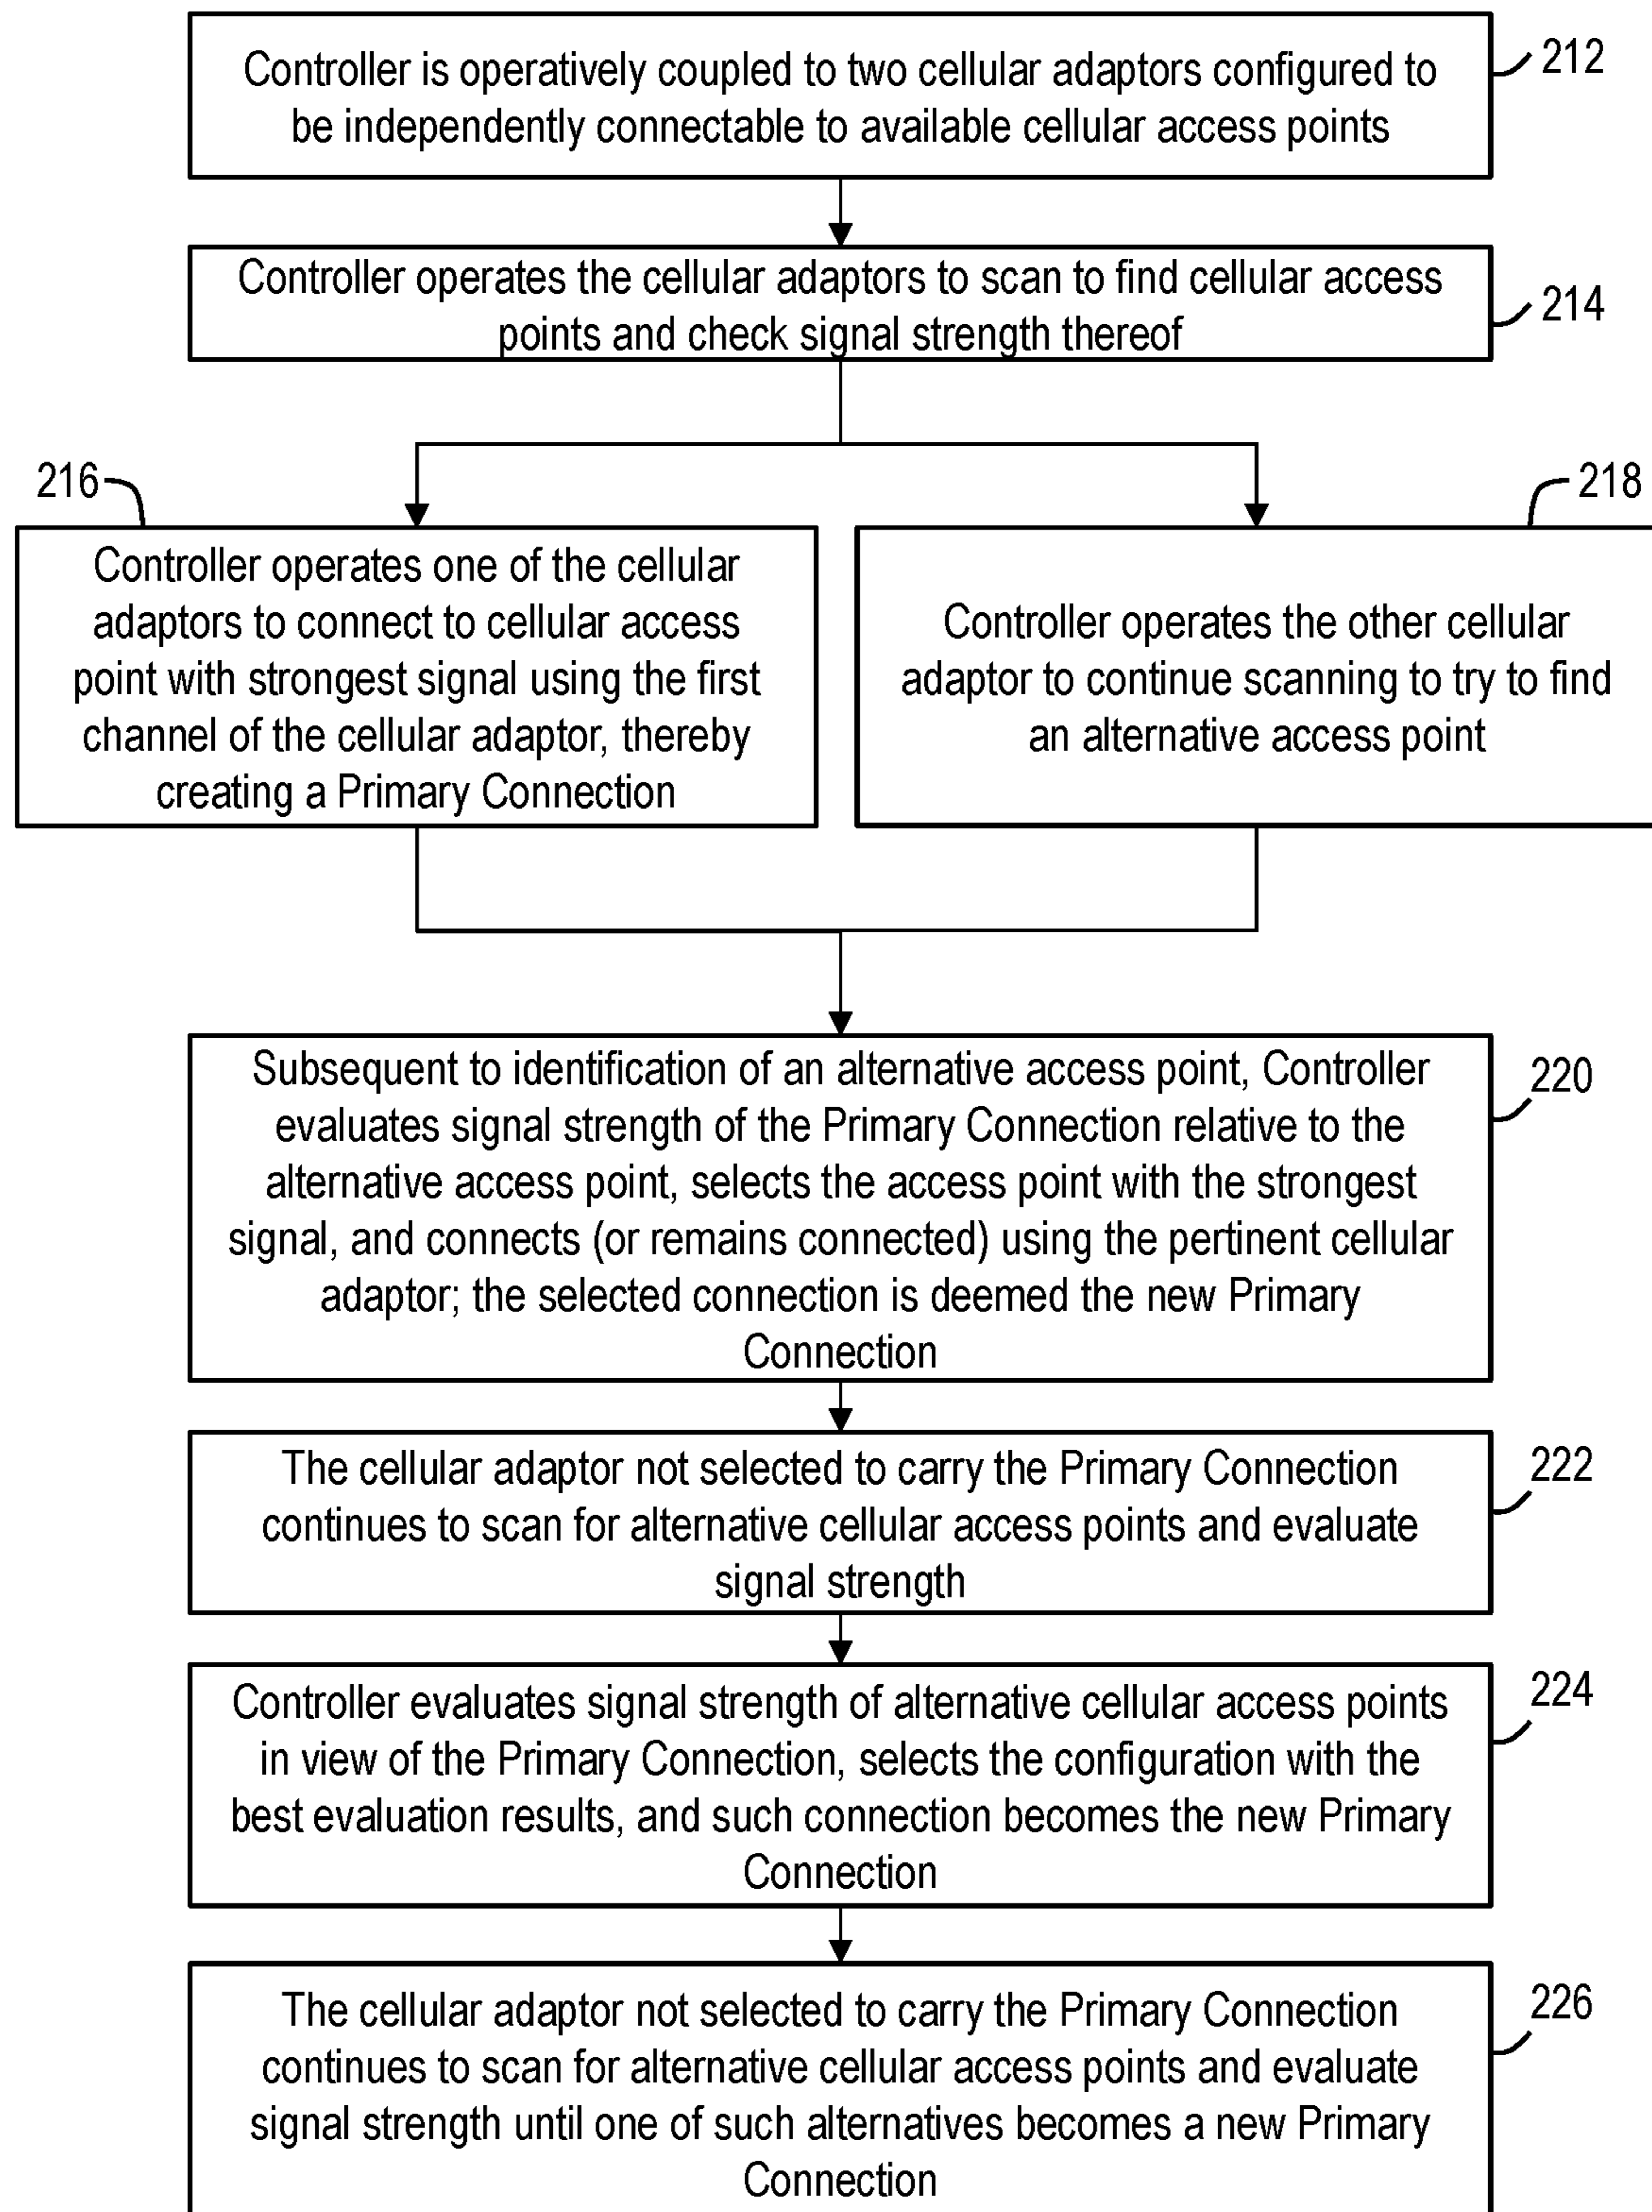 Controller is operatively coupled to two cellular adaptors configured to
be independently connectable to available cellular access points
212
Controller operates the cellular adaptors to scan to find cellular access
points and check signal strength thereof
214
216
Controller operates one of the cellular
adaptors to connect to cellular access
point with strongest signal using the first
channel of the cellular adaptor, thereby
creating a Primary Connection
218
Controller operates the other cellular
adaptor to continue scanning to try to find
an alternative access point
Subsequent to identification of an alternative access point, Controller
evaluates signal strength of the Primary Connection relative to the
alternative access point, selects the access point with the strongest
signal, and connects (or remains connected) using the pertinent cellular
adaptor; the selected connection is deemed the new Primary
Connection
220
The cellular adaptor not selected to carry the Primary Connection
continues to scan for alternative cellular access points and evaluate
signal strength
222
Controller evaluates signal strength of alternative cellular access points
in view of the Primary Connection, selects the configuration with the
best evaluation results, and such connection becomes the new Primary
Connection
224
The cellular adaptor not selected to carry the Primary Connection
continues to scan for alternative cellular access points and evaluate
signal strength until one of such alternatives becomes a new Primary
Connection
226